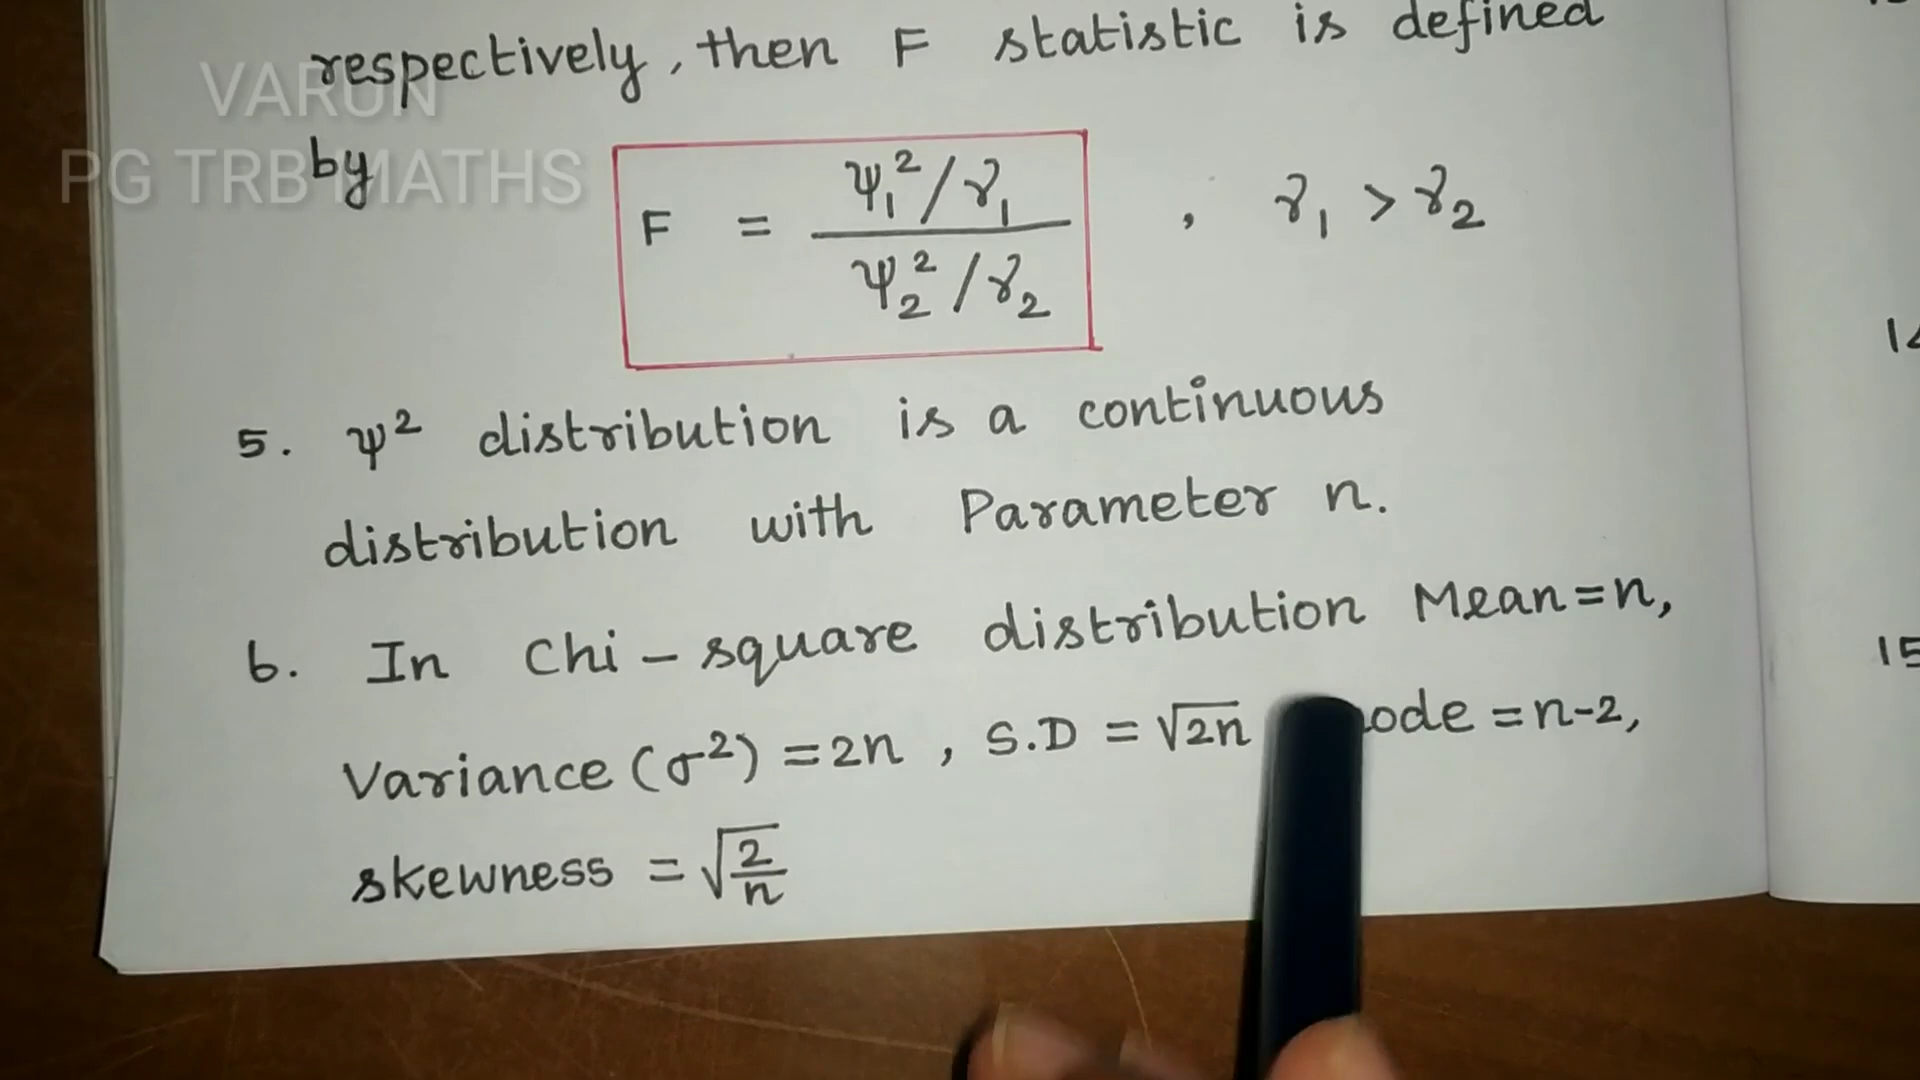 respectively, then F statistic is defined
VARUN
by
PG TRB MATHS
F = ψ₁²/γ₁ / ψ₂²/γ₂ , γ₁ > γ₂
5. ψ² distribution is a continuous
distribution with Parameter n.
6. In Chi - square distribution Mean = n,
Variance (σ²) = 2n , S.D = √2n ode = n-2,
skewness = √2/n
14
15